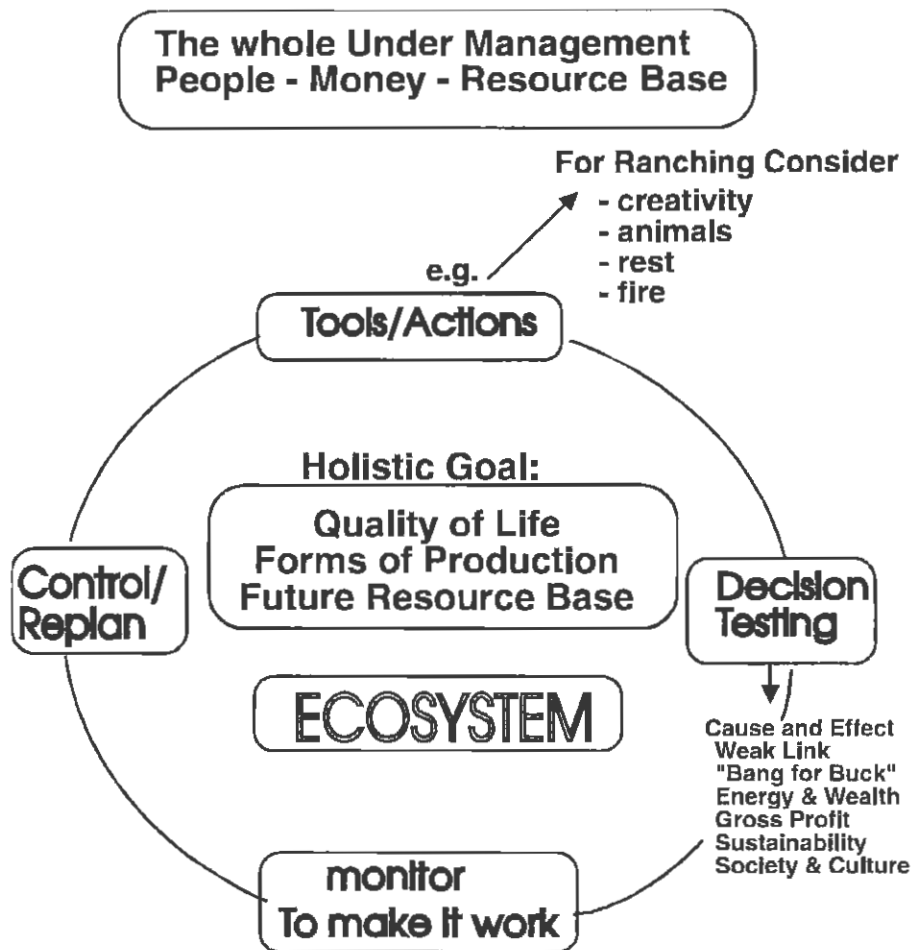 The whole Under Management
People - Money - Resource Base
For Ranching Consider
- creativity
- animals
- rest
- fire
e.g.
Tools/Actions
Holistic Goal:
Quality of Life
Forms of Production
Future Resource Base
Control/
Replan
Decision
Testing
ECOSYSTEM
Cause and Effect
Weak Link
"Bang for Buck"
Energy & Wealth
Gross Profit
Sustainability
Society & Culture
monitor
To make it work